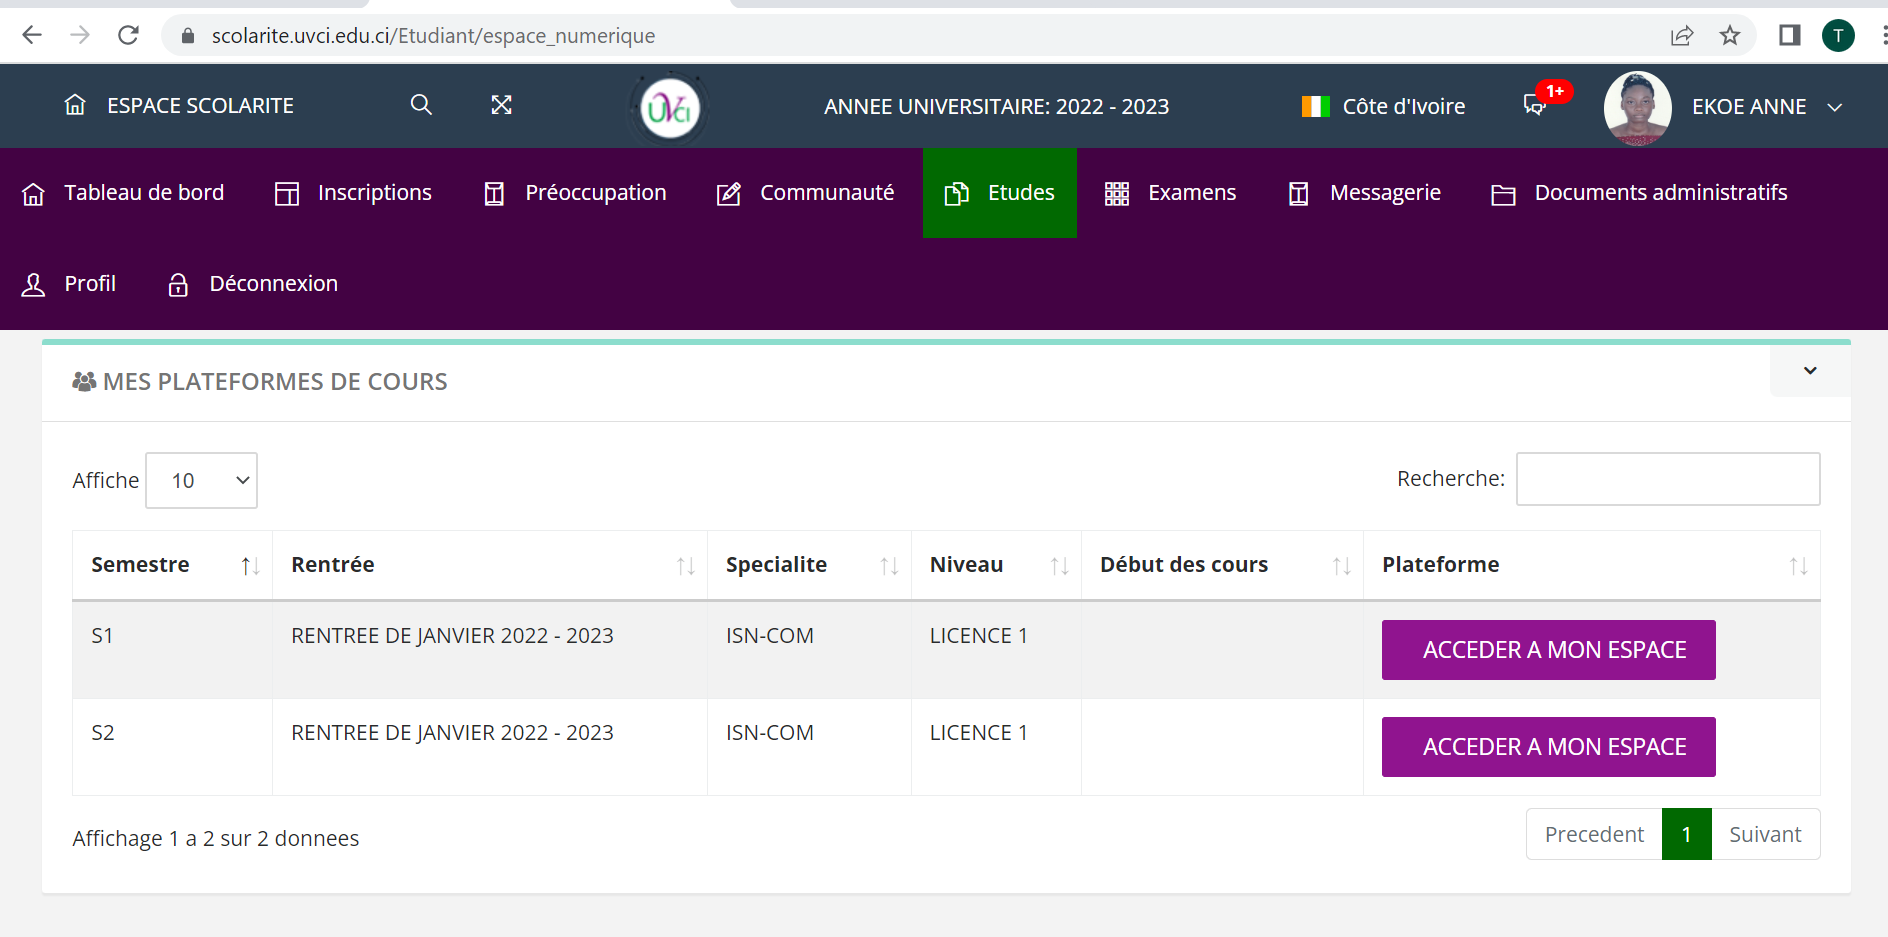 scolarite.uvci.edu.ci/Etudiant/espace_numerique
T
ESPACE SCOLARITE
UVCI
ANNEE UNIVERSITAIRE: 2022 - 2023
Côte d'Ivoire
1+
EKOE ANNE
Tableau de bord
Inscriptions
Préoccupation
Communauté
Etudes
Examens
Messagerie
Documents administratifs
Profil
Déconnexion
MES PLATEFORMES DE COURS
Affiche 10
Recherche:
Semestre Rentrée Specialite Niveau Début des cours Plateforme
S1 RENTREE DE JANVIER 2022 - 2023 ISN-COM LICENCE 1 ACCEDER A MON ESPACE
S2 RENTREE DE JANVIER 2022 - 2023 ISN-COM LICENCE 1 ACCEDER A MON ESPACE
Affichage 1 a 2 sur 2 donnees
Precedent 1 Suivant